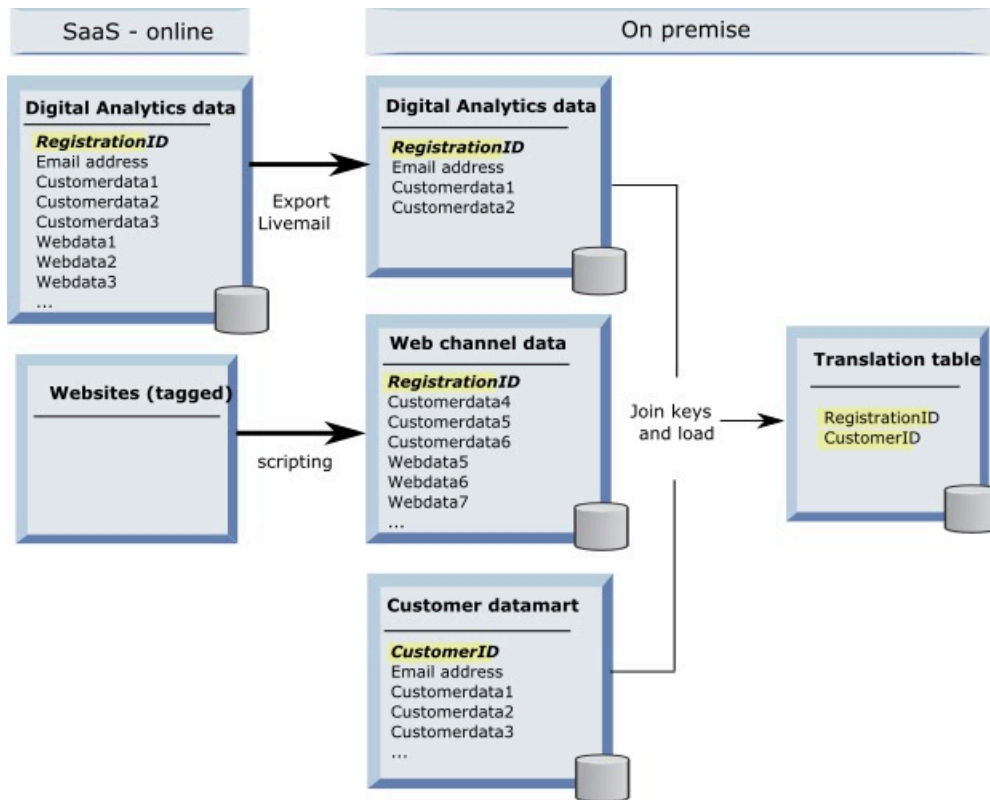 SaaS - online
On premise
Digital Analytics data
RegistrationID
Email address
Customerdata1
Customerdata2
Customerdata3
Webdata1
Webdata2
Webdata3
...
Export
Livemail
Digital Analytics data
RegistrationID
Email address
Customerdata1
Customerdata2
Websites (tagged)
scripting
Web channel data
RegistrationID
Customerdata4
Customerdata5
Customerdata6
Webdata5
Webdata6
Webdata7
...
Customer datamart
CustomerID
Email address
Customerdata1
Customerdata2
Customerdata3
...
Join keys
and load
Translation table
RegistrationID
CustomerID